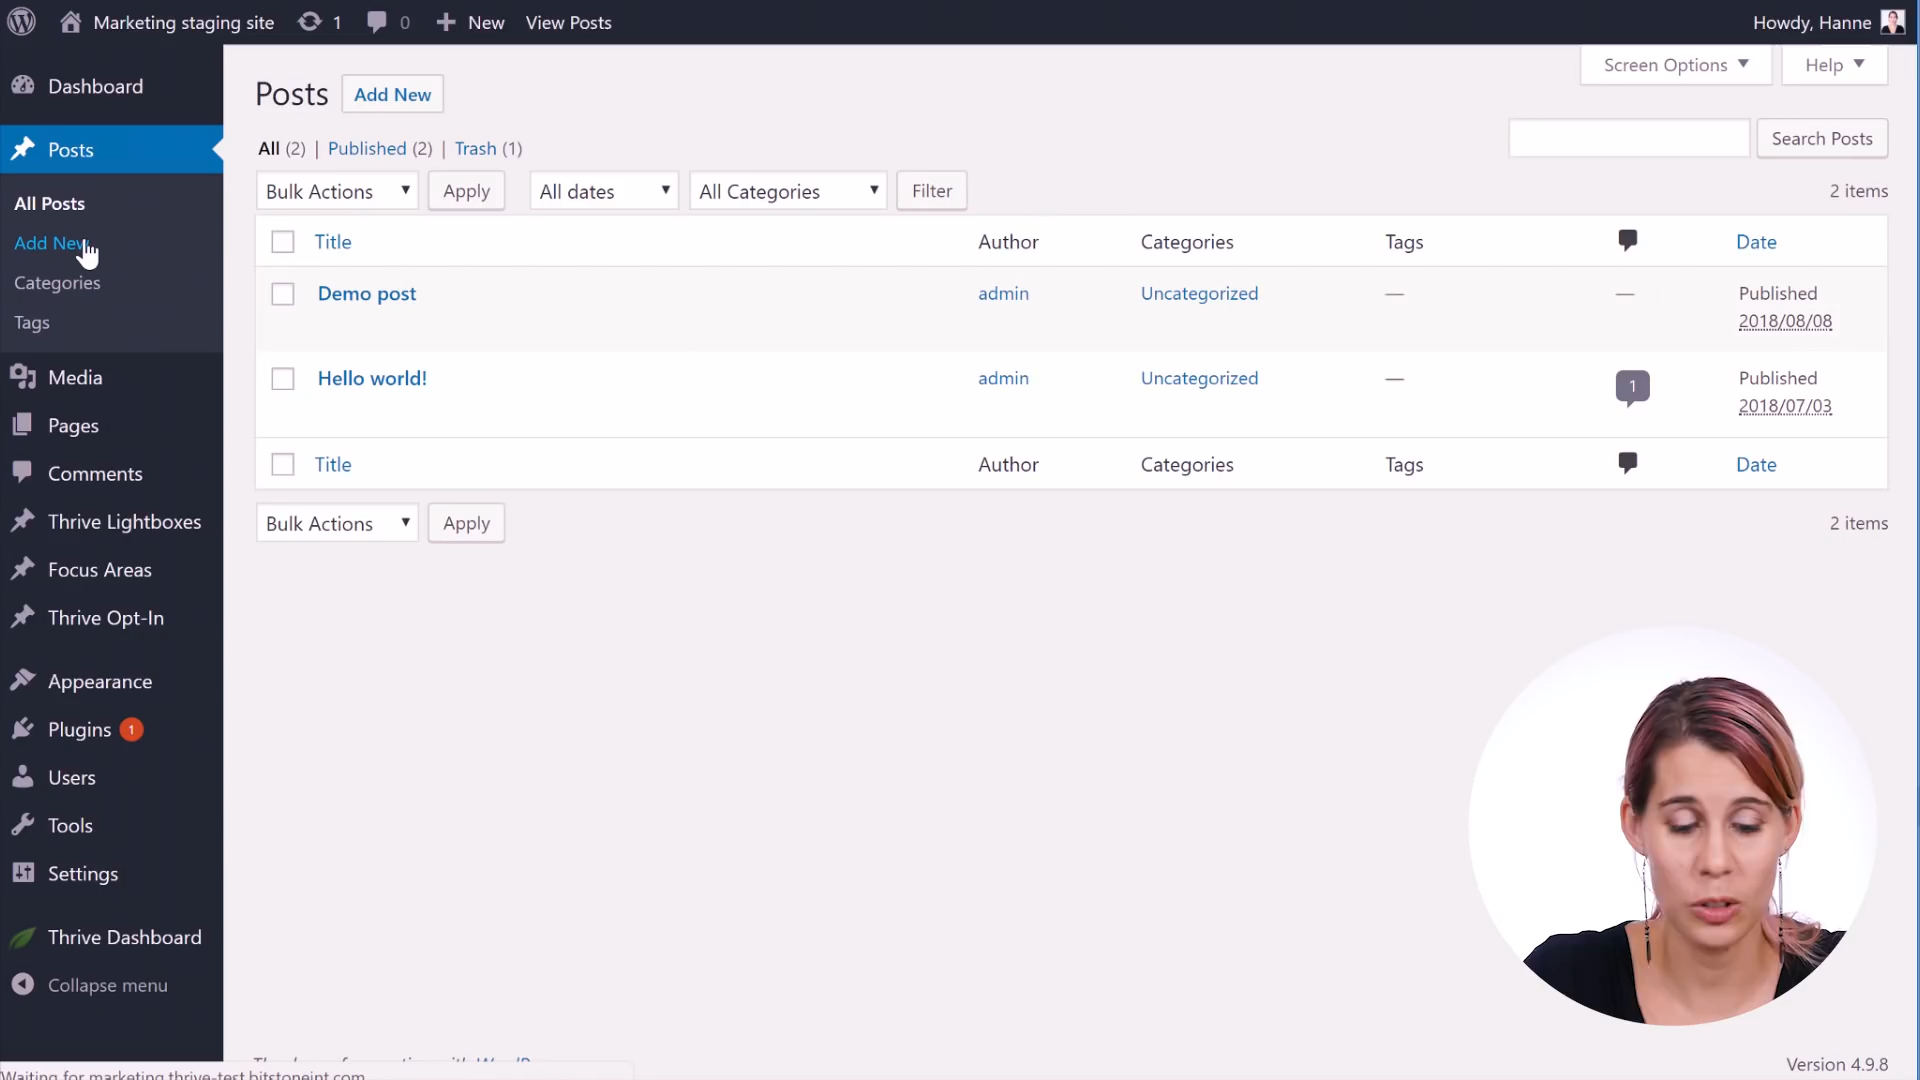 Marketing staging site 1 0 New View Posts Howdy, Hanne
Screen Options Help
Dashboard
Posts Add New
Posts
All (2) | Published (2) | Trash (1) Search Posts
Bulk Actions Apply All dates All Categories Filter 2 items
All Posts
Add New
Title Author Categories Tags Date
Categories
Demo post admin Uncategorized — — Published
2018/08/08
Tags
Media
Hello world! admin Uncategorized — 1 Published
2018/07/03
Pages
Title Author Categories Tags Date
Comments
Bulk Actions Apply 2 items
Thrive Lightboxes
Focus Areas
Thrive Opt-In
Appearance
Plugins 1
Users
Tools
Settings
Thrive Dashboard
Collapse menu
Version 4.9.8
Waiting for marketing.thrive-test.bitstoneint.com